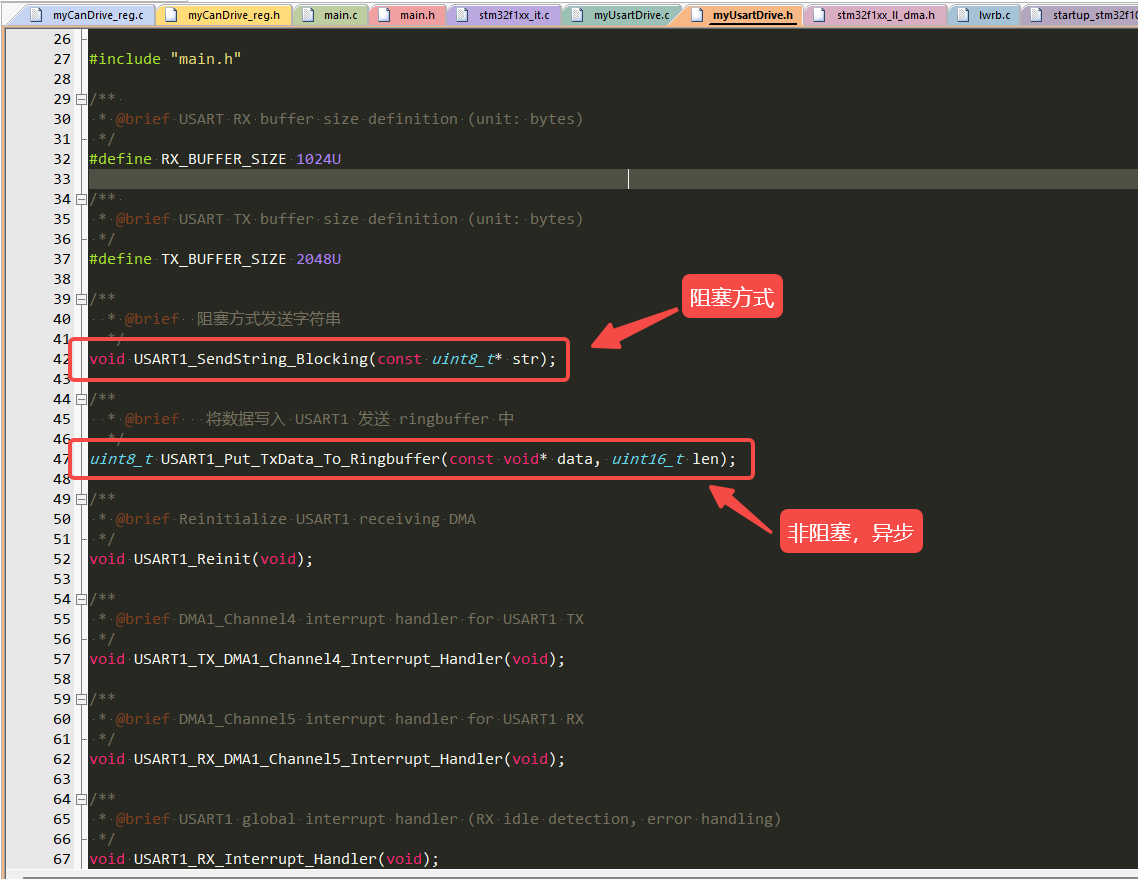 myCanDrive_reg.c myCanDrive_reg.h main.c main.h stm32f1xx_it.c myUsartDrive.c myUsartDrive.h stm32f1xx_ll_dma.h lwrb.c startup_stm32f10
26
27 #include "main.h"
28
29 /**
30 * @brief USART RX buffer size definition (unit: bytes)
31 */
32 #define RX_BUFFER_SIZE 1024U
33
34 /**
35 * @brief USART TX buffer size definition (unit: bytes)
36 */
37 #define TX_BUFFER_SIZE 2048U
38
阻塞方式
39 /**
40 * @brief 阻塞方式发送字符串
41 */
42 void USART1_SendString_Blocking(const uint8_t* str);
43
44 /**
45 * @brief 将数据写入 USART1 发送 ringbuffer 中
46 */
47 uint8_t USART1_Put_TxData_To_Ringbuffer(const void* data, uint16_t len);
48
49 /**
50 * @brief Reinitialize USART1 receiving DMA
非阻塞，异步
51 */
52 void USART1_Reinit(void);
53
54 /**
55 * @brief DMA1_Channel4 interrupt handler for USART1 TX
56 */
57 void USART1_TX_DMA1_Channel4_Interrupt_Handler(void);
58
59 /**
60 * @brief DMA1_Channel5 interrupt handler for USART1 RX
61 */
62 void USART1_RX_DMA1_Channel5_Interrupt_Handler(void);
63
64 /**
65 * @brief USART1 global interrupt handler (RX idle detection, error handling)
66 */
67 void USART1_RX_Interrupt_Handler(void);